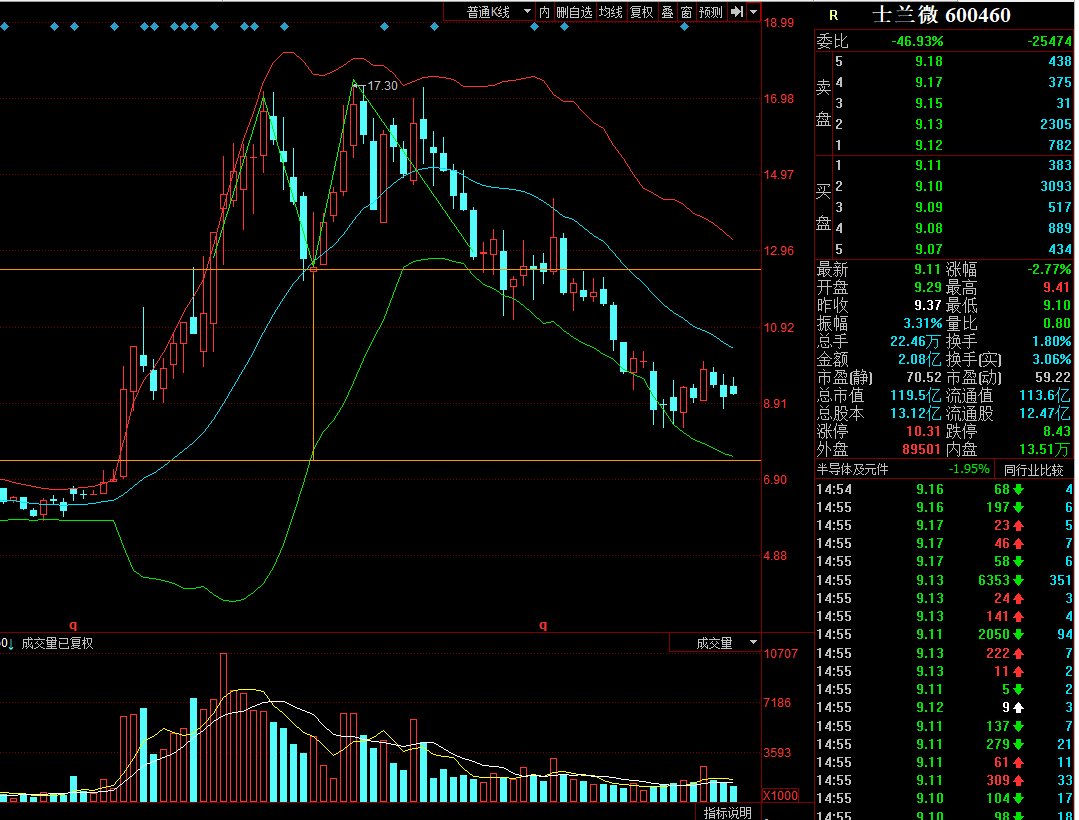 普通K线 内 删自选 均线 复权 叠 窗 预测
18.99
17.30
16.98
14.97
12.96
10.92
8.91
6.90
4.88
q q
成交量已复权 成交量
10707
7186
3593
X1000
指标说明
R 士兰微 600460
委比 -46.93% -25474
卖盘
5 9.18 438
4 9.17 375
3 9.15 31
2 9.13 2305
1 9.12 782
买盘
1 9.11 383
2 9.10 3093
3 9.09 517
4 9.08 889
5 9.07 434
最新 9.11 涨幅 -2.77%
开盘 9.29 最高 9.41
昨收 9.37 最低 9.10
振幅 3.31% 量比 0.80
总手 22.46万 换手 1.80%
金额 2.08亿 换手(实) 3.06%
市盈(静) 70.52 市盈(动) 59.22
总市值 119.5亿 流通值 113.6亿
总股本 13.12亿 流通股 12.47亿
涨停 10.31 跌停 8.43
外盘 89501 内盘 13.51万
半导体及元件 -1.95% 同行业比较
14:54 9.16 68 4
14:55 9.16 197 6
14:55 9.17 23 5
14:55 9.17 46 7
14:55 9.17 58 6
14:55 9.13 6353 351
14:55 9.13 24 3
14:55 9.13 141 4
14:55 9.11 2050 94
14:55 9.13 222 7
14:55 9.13 11 2
14:55 9.11 5 2
14:55 9.12 9 3
14:55 9.11 137 7
14:55 9.11 279 21
14:55 9.11 61 11
14:55 9.11 309 33
14:55 9.10 104 17
14:55 9.10 98 18